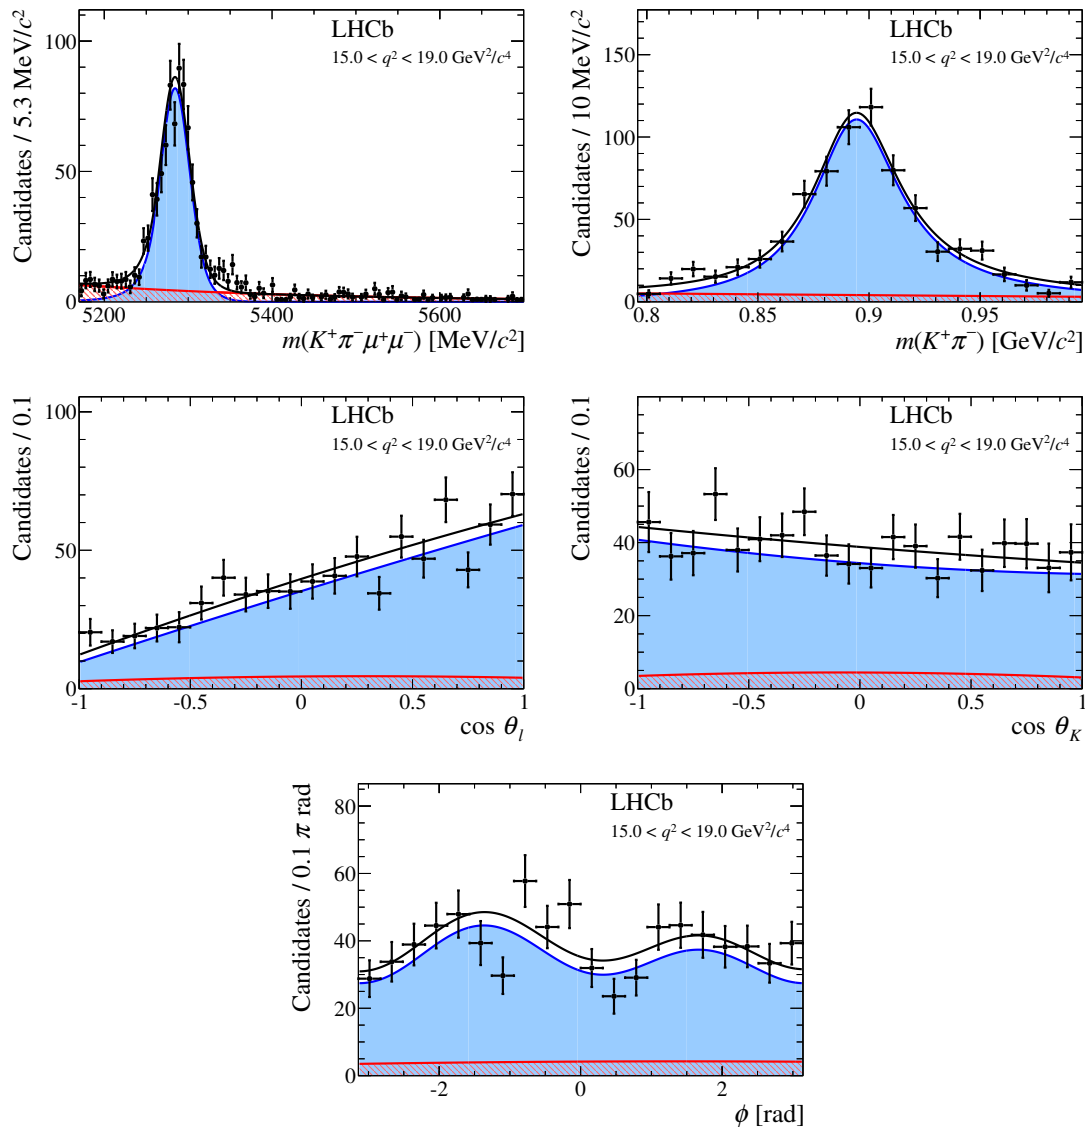 Candidates / 5.3 MeV/c²
100
50
0
LHCb
15.0 < q² < 19.0 GeV²/c⁴
5200 5400 5600
m(K⁺π⁻μ⁺μ⁻) [MeV/c²]
Candidates / 10 MeV/c²
150
100
50
0
LHCb
15.0 < q² < 19.0 GeV²/c⁴
0.8 0.85 0.9 0.95
m(K⁺π⁻) [GeV/c²]
Candidates / 0.1
100
50
0
LHCb
15.0 < q² < 19.0 GeV²/c⁴
-1 -0.5 0 0.5 1
cos θₗ
Candidates / 0.1
60
40
20
0
LHCb
15.0 < q² < 19.0 GeV²/c⁴
-1 -0.5 0 0.5 1
cos θ_K
Candidates / 0.1 π rad
80
60
40
20
0
LHCb
15.0 < q² < 19.0 GeV²/c⁴
-2 0 2
ϕ [rad]